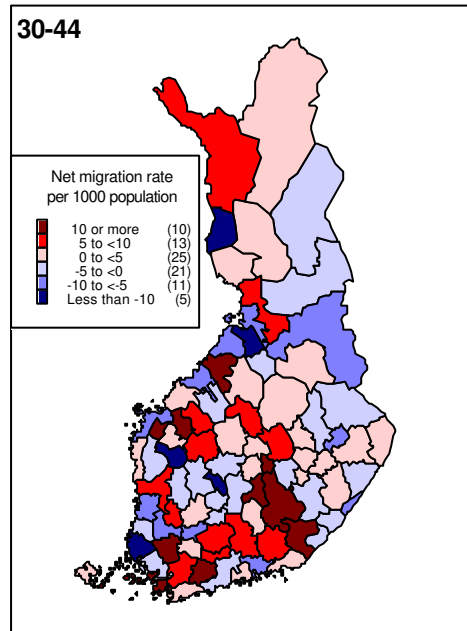 30-44
Net migration rate
per 1000 population
10 or more (10)
5 to <10 (13)
0 to <5 (25)
-5 to <0 (21)
-10 to <-5 (11)
Less than -10 (5)